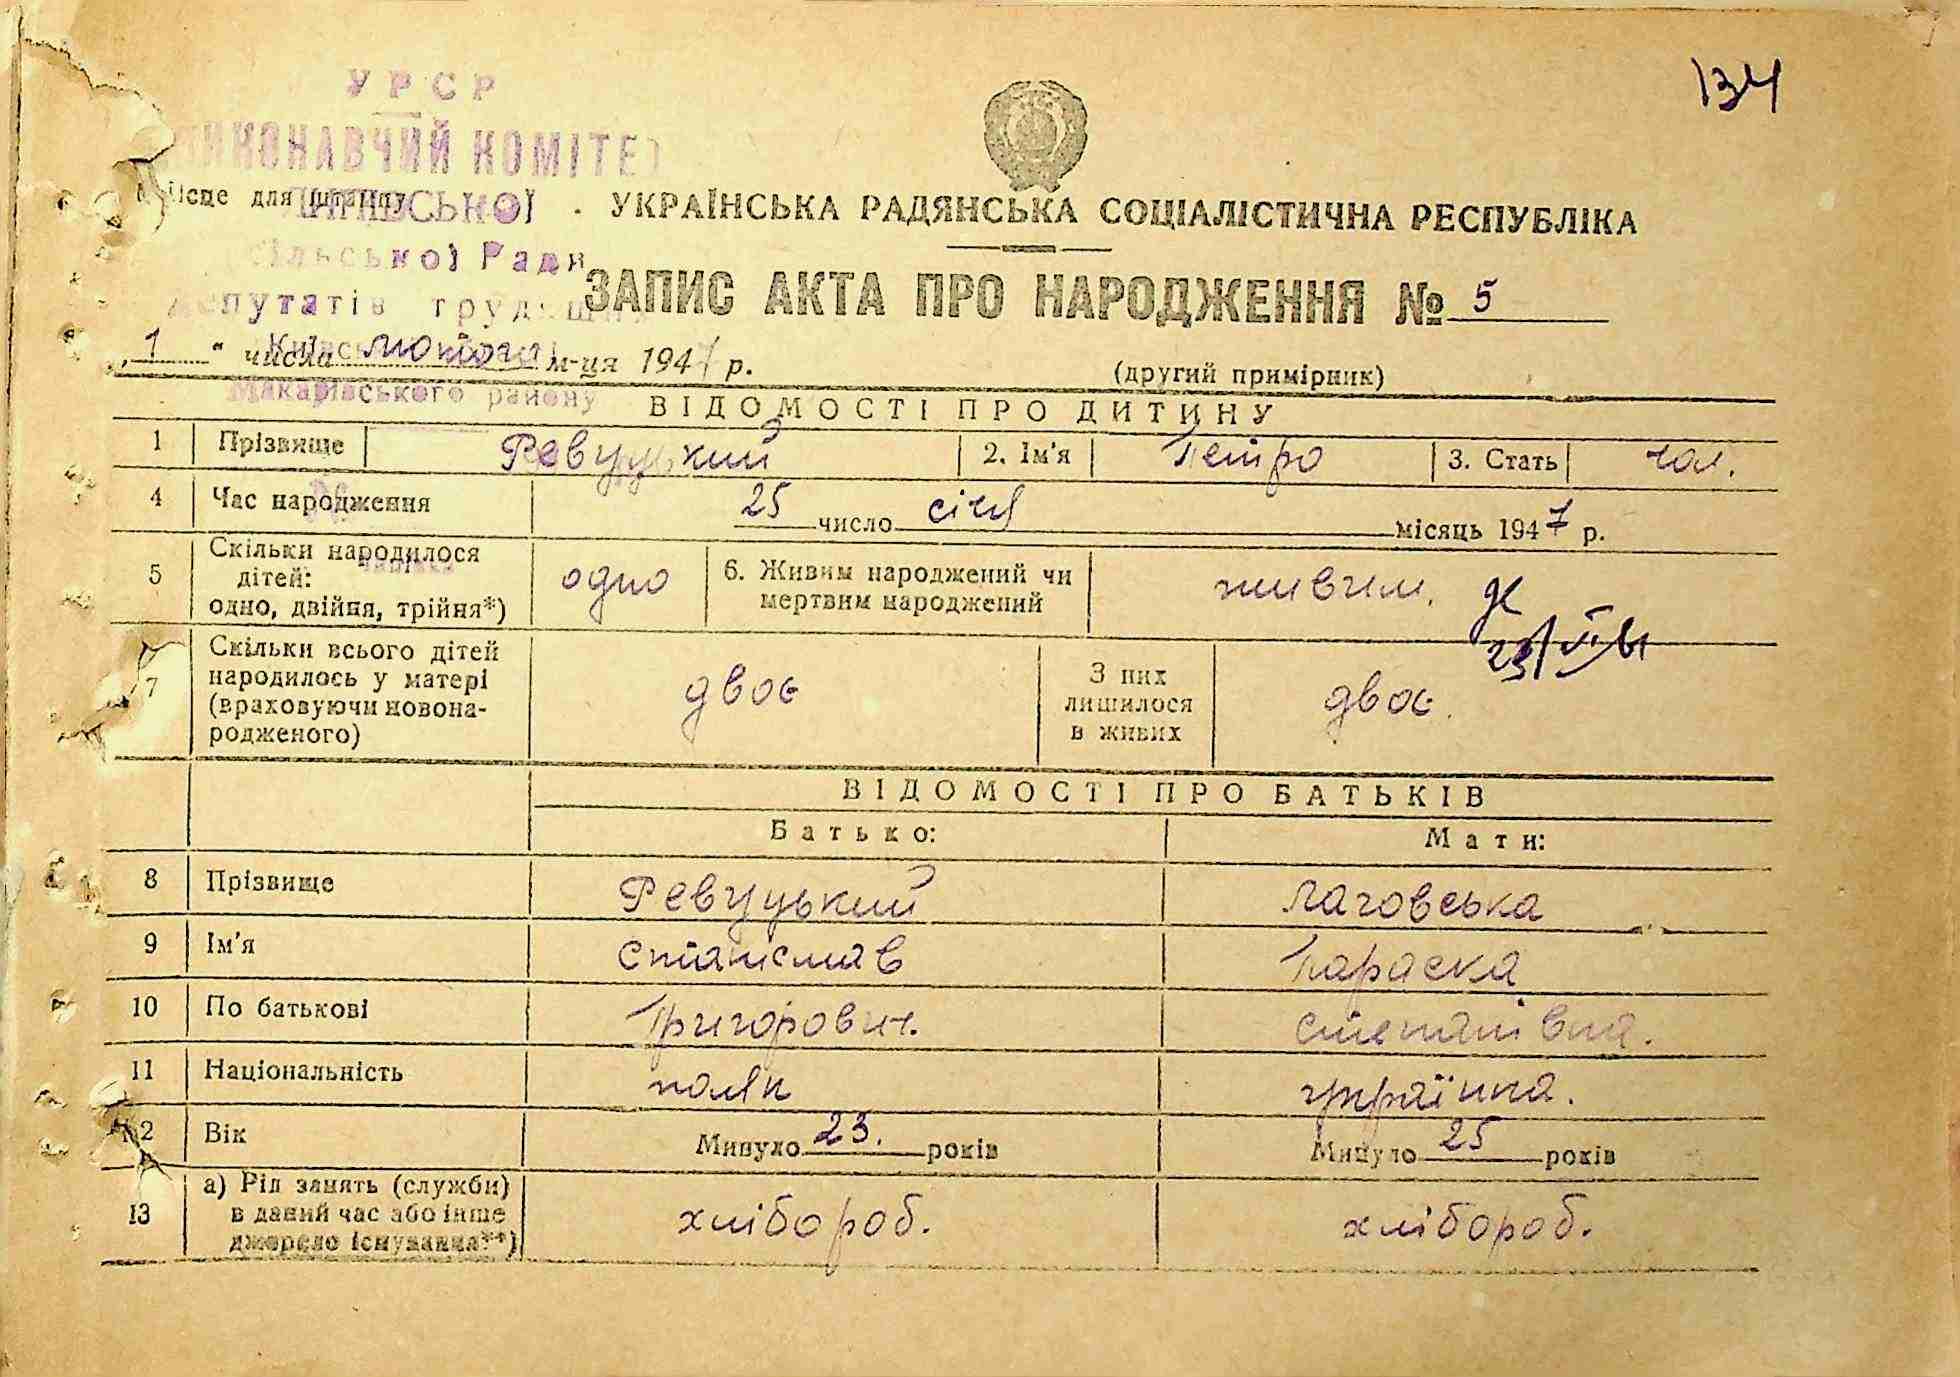 134
УРСР
ВИКОНАВЧИЙ КОМІТЕТ
Місце для штампу
УКРАЇНСЬКА РАДЯНСЬКА СОЦІАЛІСТИЧНА РЕСПУБЛІКА
сільської Ради
депутатів трудящих
ЗАПИС АКТА ПРО НАРОДЖЕННЯ № 5
„1“ числа лютого м-ця 1947 р.
(другий примірник)
Макарівського району
ВІДОМОСТІ ПРО ДИТИНУ
1 Прізвище Ревуцький 2. Ім'я Петро 3. Стать чол.
4 Час народження 25 число січня місяць 1947 р.
5 Скільки народилося
дітей:
одно, двійня, трійня*)
одно
6. Живим народжений чи
мертвим народжений
живим.
7 Скільки всього дітей
народилось у матері
(враховуючи новона-
родженого)
двоє
З них
лишилося
в живих
двоє.
ВІДОМОСТІ ПРО БАТЬКІВ
Батько: Мати:
8 Прізвище Ревуцький Лаговська
9 Ім'я Станіслав Параска
10 По батькові Григорович. Степанівна.
11 Національність поляк українка.
12 Вік Минуло 23. років Минуло 25 років
13 а) Рід занять (служби)
в даний час або інше
джерело існування**)
хлібороб. хлібороб.